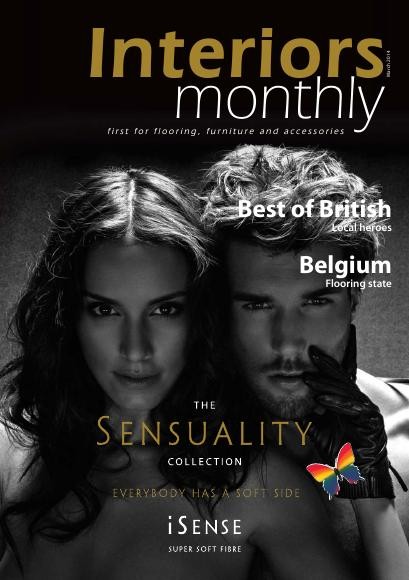 Interiors
March 2014
monthly
first for flooring, furniture and accessories
Best of British
Local heroes
Belgium
Flooring state
THE
SENSUALITY
COLLECTION
EVERYBODY HAS A SOFT SIDE
iSENSE
SUPER SOFT FIBRE